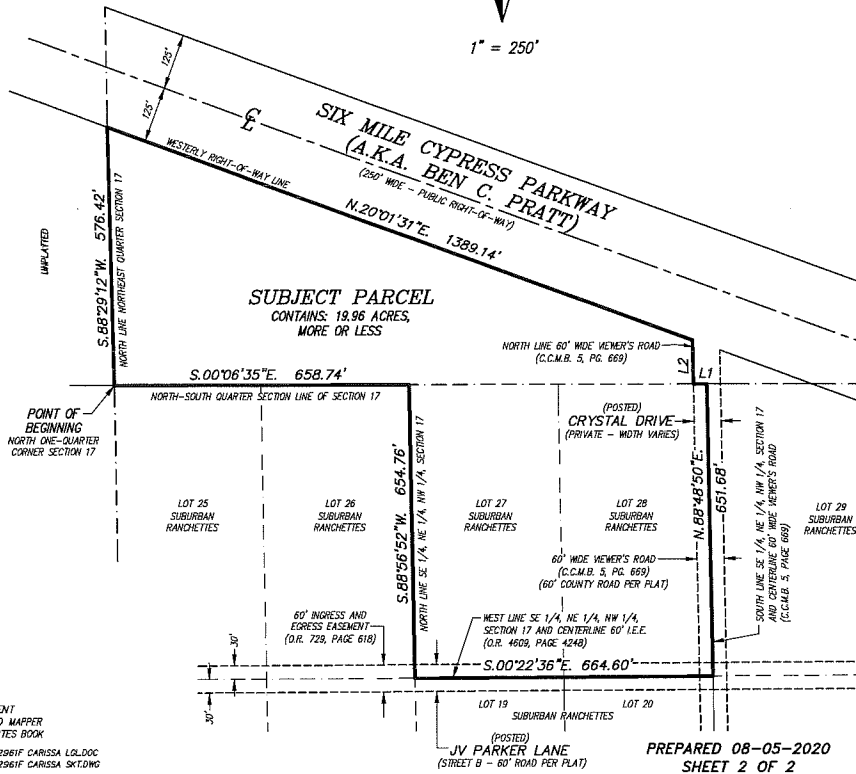 1" = 250'
125'
125'
CL
SIX MILE CYPRESS PARKWAY
(A.K.A. BEN C. PRATT)
(250' WIDE - PUBLIC RIGHT-OF-WAY)
WESTERLY RIGHT-OF-WAY LINE
N.20°01'31"E. 1389.14'
UNPLATTED
S.88°29'12"W. 576.42'
NORTH LINE NORTHEAST QUARTER SECTION 17
SUBJECT PARCEL
CONTAINS: 19.96 ACRES,
MORE OR LESS
NORTH LINE 60' WIDE VIEWER'S ROAD
(C.C.M.B. 5, PG. 669)
L2
L1
S.00°06'35"E. 658.74'
NORTH-SOUTH QUARTER SECTION LINE OF SECTION 17
POINT OF
BEGINNING
NORTH ONE-QUARTER
CORNER SECTION 17
(POSTED)
CRYSTAL DRIVE
(PRIVATE - WIDTH VARIES)
S.88°56'52"W. 654.76'
NORTH LINE SE 1/4, NE 1/4, NW 1/4, SECTION 17
N.88°48'50"E.
651.68'
SOUTH LINE SE 1/4, NE 1/4, NW 1/4, SECTION 17
AND CENTERLINE 60' WIDE VIEWER'S ROAD
(C.C.M.B. 5, PAGE 669)
LOT 25
SUBURBAN
RANCHETTES
LOT 26
SUBURBAN
RANCHETTES
LOT 27
SUBURBAN
RANCHETTES
LOT 28
SUBURBAN
RANCHETTES
LOT 29
SUBURBAN
RANCHETTES
60' WIDE VIEWER'S ROAD
(C.C.M.B. 5, PG. 669)
(60' COUNTY ROAD PER PLAT)
60' INGRESS AND
EGRESS EASEMENT
(O.R. 729, PAGE 618)
WEST LINE SE 1/4, NE 1/4, NW 1/4,
SECTION 17 AND CENTERLINE 60' I.E.E.
(O.R. 4609, PAGE 4248)
30'
30'
S.00°22'36"E. 664.60'
LOT 19
LOT 20
SUBURBAN RANCHETTES
(POSTED)
JV PARKER LANE
(STREET B - 60' ROAD PER PLAT)
ENT
D MAPPER
TES BOOK
2961F CARISSA LGL.DOC
2961F CARISSA SKT.DWG
PREPARED 08-05-2020
SHEET 2 OF 2